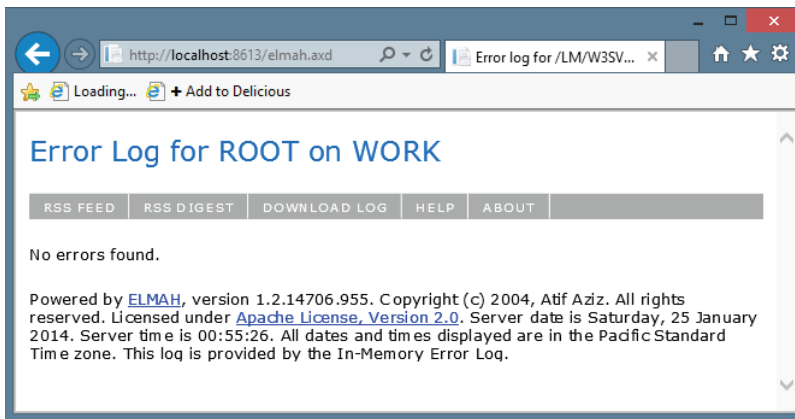 http://localhost:8613/elmah.axd
Error log for /LM/W3SV...
Loading...
+ Add to Delicious
Error Log for ROOT on WORK
RSS FEED
RSS DIGEST
DOWNLOAD LOG
HELP
ABOUT
No errors found.
Powered by ELMAH, version 1.2.14706.955. Copyright (c) 2004, Atif Aziz. All rights
reserved. Licensed under Apache License, Version 2.0. Server date is Saturday, 25 January
2014. Server time is 00:55:26. All dates and times displayed are in the Pacific Standard
Time zone. This log is provided by the In-Memory Error Log.